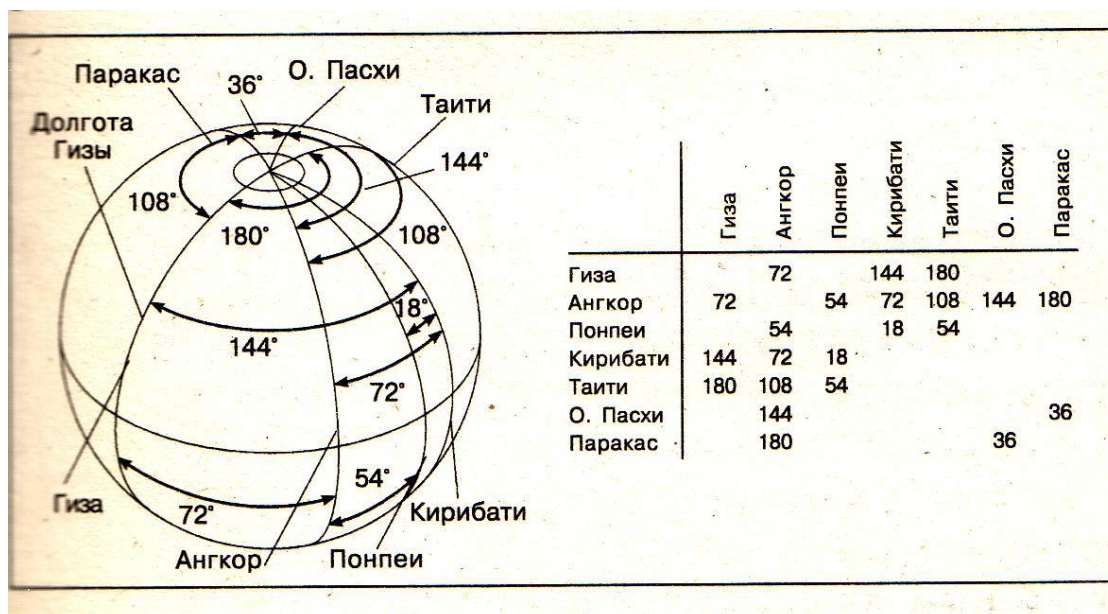 Паракас
36°
О. Пасхи
Долгота
Гизы
Таити
144°
108°
180°
108°
18°
144°
72°
54°
72°
Гиза
Кирибати
Ангкор
Понпеи
Гиза Ангкор Понпеи Кирибати Таити О. Пасхи Паракас
Гиза 72 144 180
Ангкор 72 54 72 108 144 180
Понпеи 54 18 54
Кирибати 144 72 18
Таити 180 108 54
О. Пасхи 144 36
Паракас 180 36